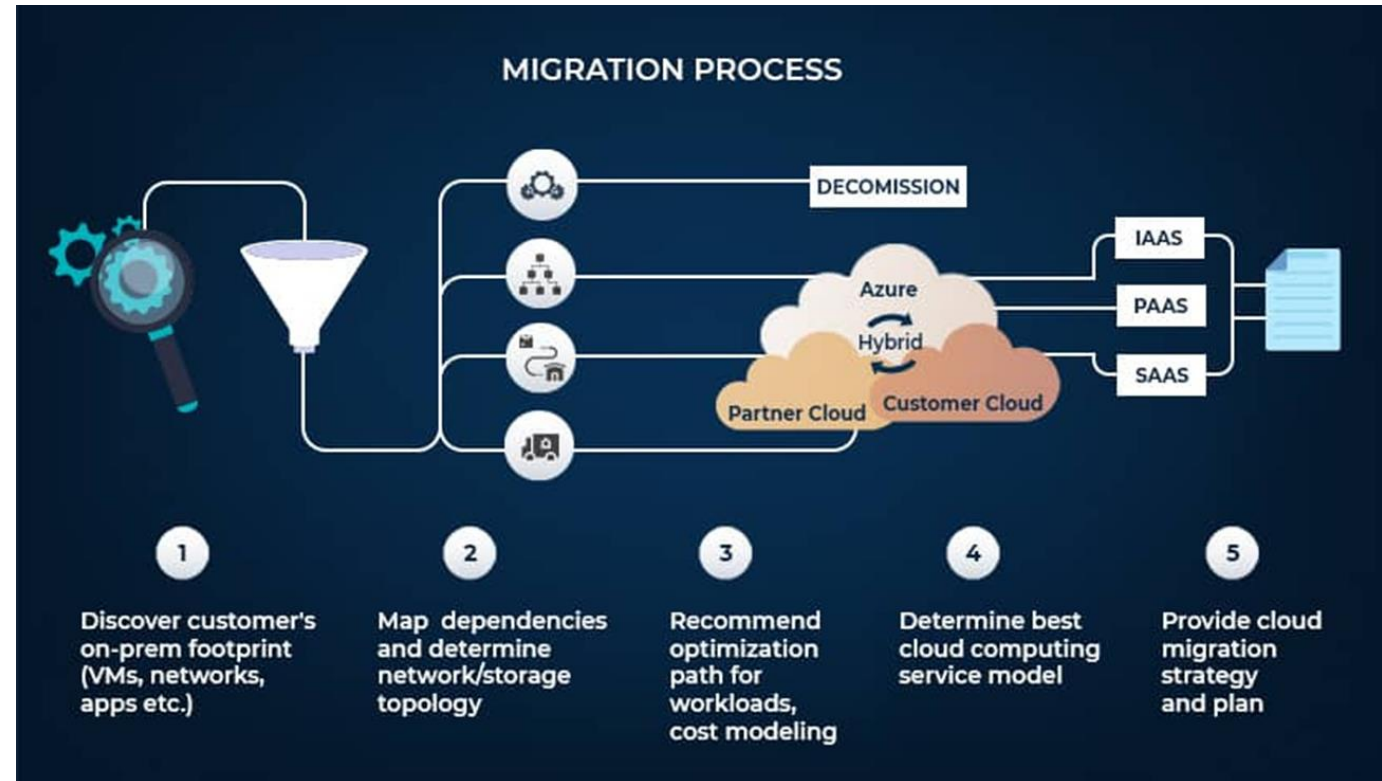 MIGRATION PROCESS
DECOMISSION
IAAS
Azure
PAAS
Hybrid
SAAS
Partner Cloud
Customer Cloud
1
Discover customer's
on-prem footprint
(VMs, networks,
apps etc.)
2
Map dependencies
and determine
network/storage
topology
3
Recommend
optimization
path for
workloads,
cost modeling
4
Determine best
cloud computing
service model
5
Provide cloud
migration
strategy
and plan